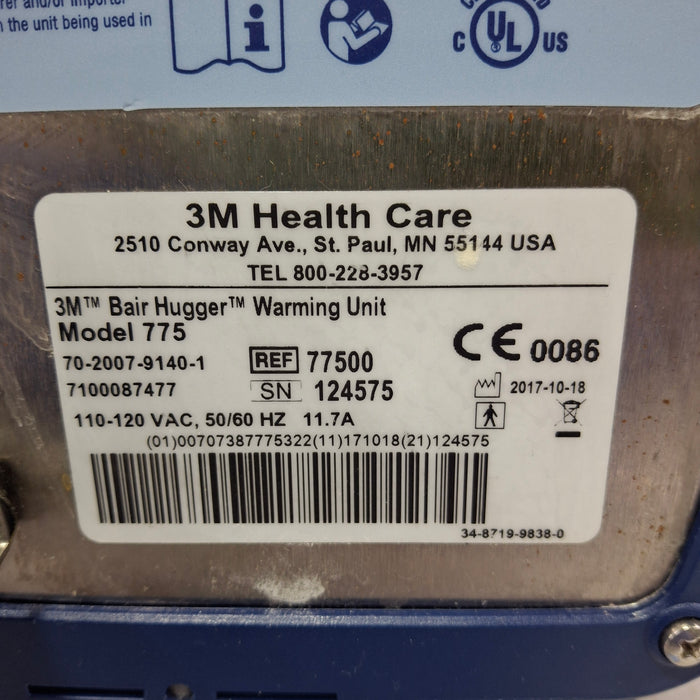 and/or importer
the unit being used in
C UL US
3M Health Care
2510 Conway Ave., St. Paul, MN 55144 USA
TEL 800-228-3957
3M™ Bair Hugger™ Warming Unit
Model 775
70-2007-9140-1 REF 77500
7100087477 SN 124575
CE 0086
2017-10-18
110-120 VAC, 50/60 HZ 11.7A
(01)00707387775322(11)171018(21)124575
34-8719-9838-0